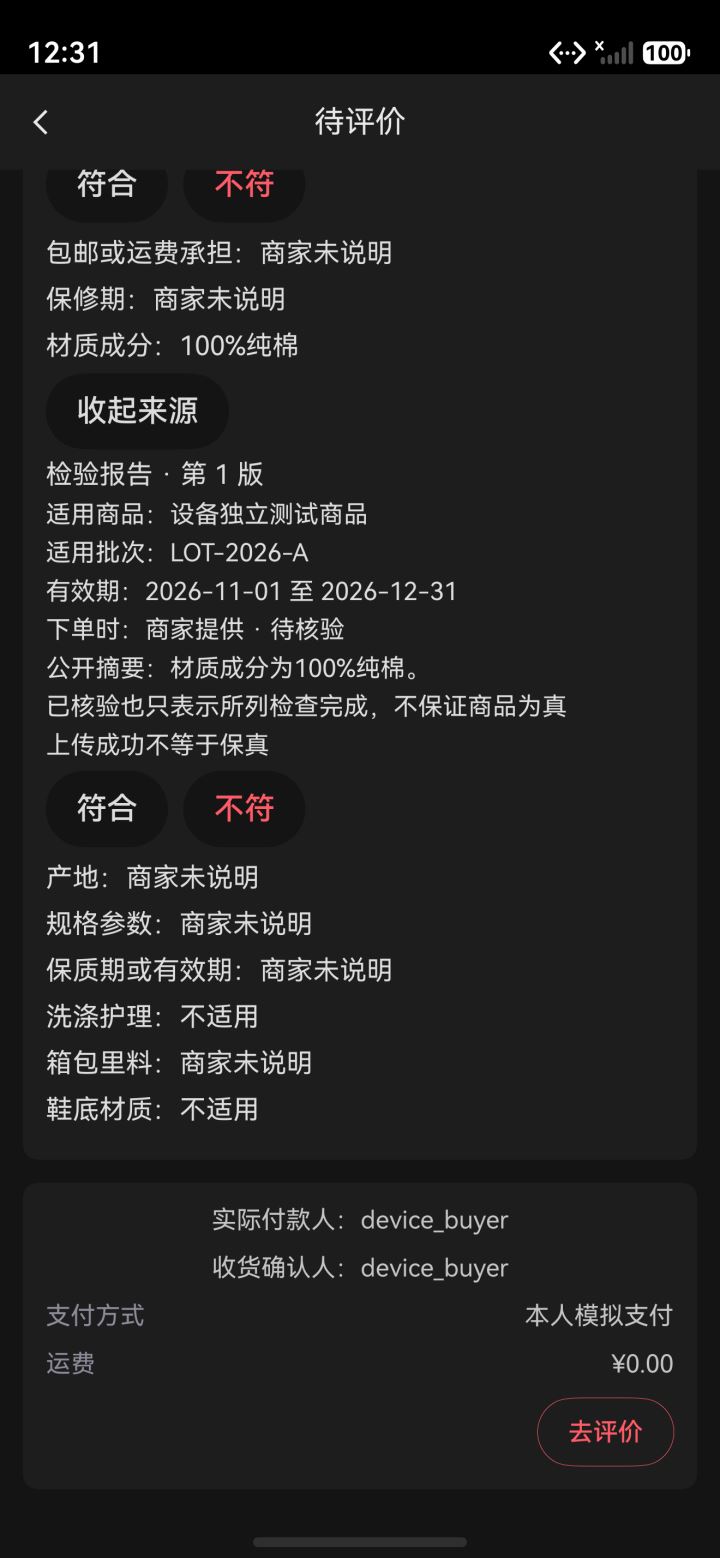 12:31
100
待评价
符合 不符
包邮或运费承担：商家未说明
保修期：商家未说明
材质成分：100%纯棉
收起来源
检验报告 · 第 1 版
适用商品：设备独立测试商品
适用批次：LOT-2026-A
有效期：2026-11-01 至 2026-12-31
下单时：商家提供 · 待核验
公开摘要：材质成分为100%纯棉。
已核验也只表示所列检查完成，不保证商品为真
上传成功不等于保真
符合 不符
产地：商家未说明
规格参数：商家未说明
保质期或有效期：商家未说明
洗涤护理：不适用
箱包里料：商家未说明
鞋底材质：不适用
实际付款人：device_buyer
收货确认人：device_buyer
支付方式 本人模拟支付
运费 ¥0.00
去评价